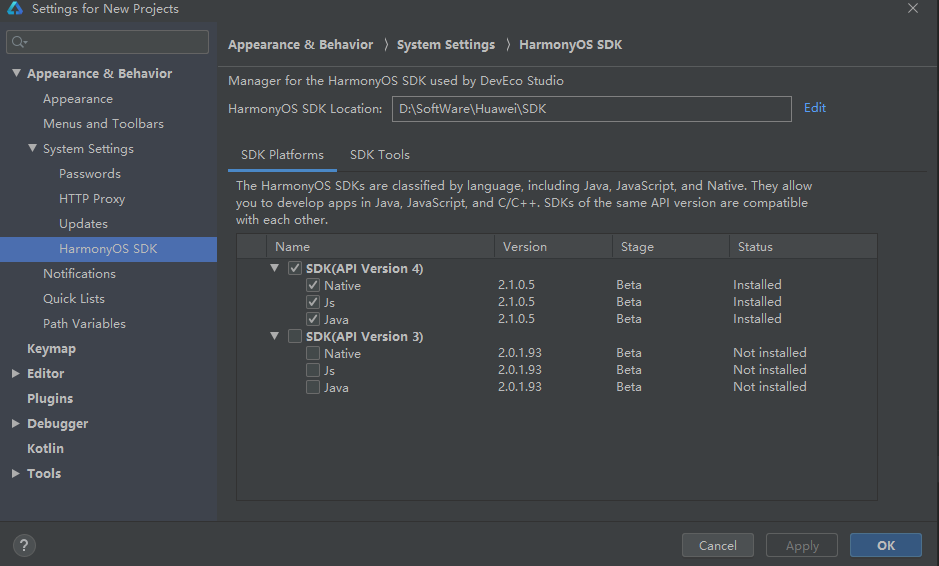 Settings for New Projects
Appearance & Behavior
Appearance
Menus and Toolbars
System Settings
Passwords
HTTP Proxy
Updates
HarmonyOS SDK
Notifications
Quick Lists
Path Variables
Keymap
Editor
Plugins
Debugger
Kotlin
Tools
Appearance & Behavior 〉 System Settings 〉 HarmonyOS SDK
Manager for the HarmonyOS SDK used by DevEco Studio
HarmonyOS SDK Location: D:\SoftWare\Huawei\SDK Edit
SDK Platforms SDK Tools
The HarmonyOS SDKs are classified by language, including Java, JavaScript, and Native. They allow
you to develop apps in Java, JavaScript, and C/C++. SDKs of the same API version are compatible
with each other.
Name Version Stage Status
SDK(API Version 4)
Native 2.1.0.5 Beta Installed
Js 2.1.0.5 Beta Installed
Java 2.1.0.5 Beta Installed
SDK(API Version 3)
Native 2.0.1.93 Beta Not installed
Js 2.0.1.93 Beta Not installed
Java 2.0.1.93 Beta Not installed
? Cancel Apply OK